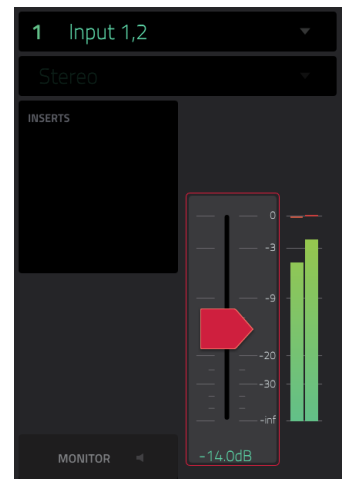 1 Input 1,2
Stereo
INSERTS
0
-3
-9
-20
-30
-inf
MONITOR
-14.0dB